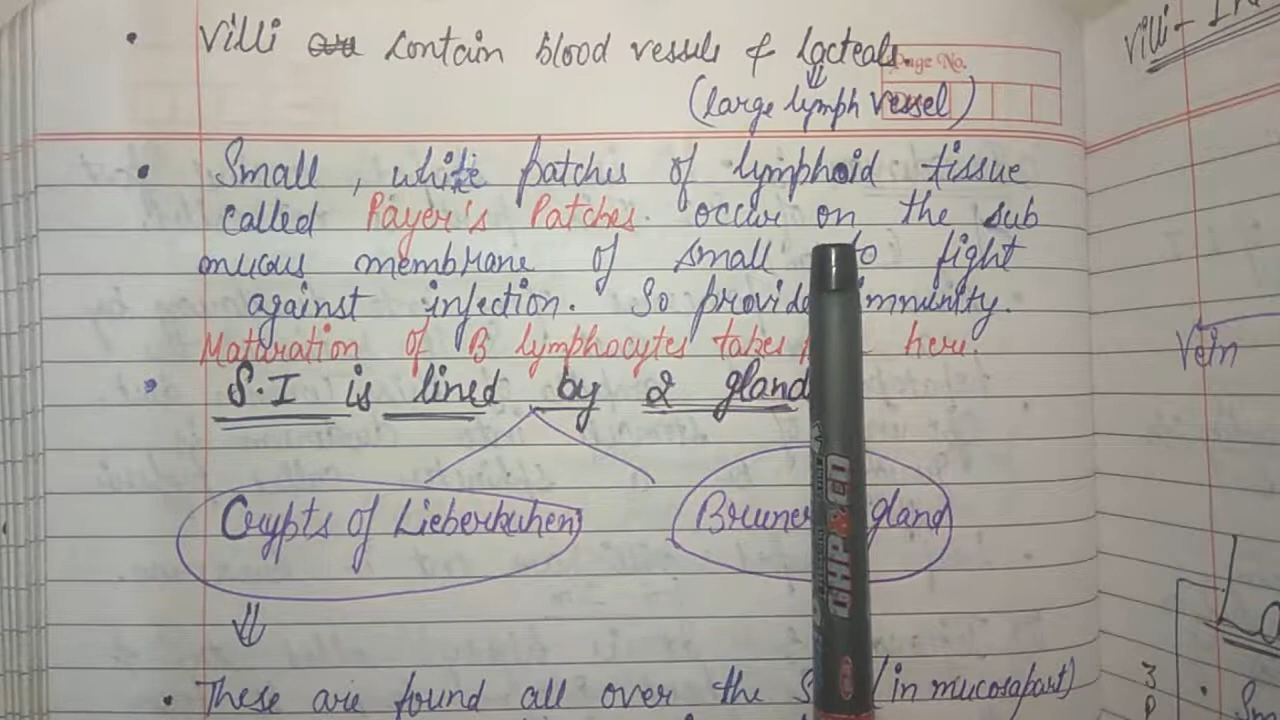 Villi contain blood vessels & lacteals.
Page No.
(large lymph vessel)
Small, white patches of lymphoid tissue
called Payer's Patches. occur on the sub
mucous membrane of small to fight
against infection. So provide immunity.
Maturation of B lymphocytes takes here.
S.I is lined by 2 gland
Crypts of Lieberkuhen
Bruner gland
CHP&CO
These are found all over the S (in mucosa part)
Villi -
Vein
3